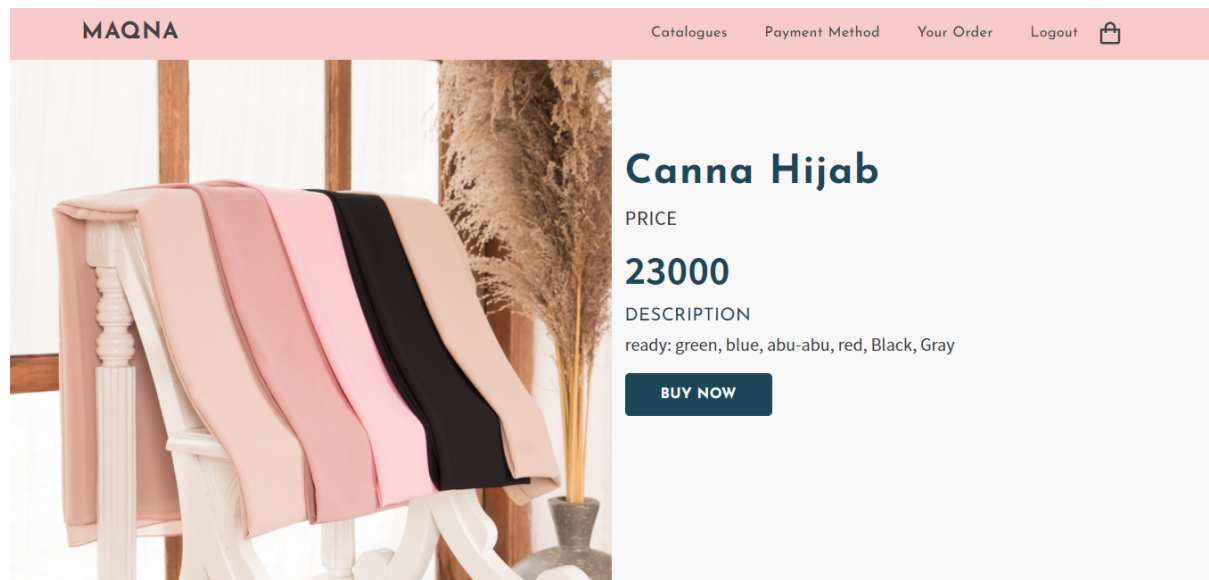 MAQNA
Catalogues Payment Method Your Order Logout
Canna Hijab
PRICE
23000
DESCRIPTION
ready: green, blue, abu-abu, red, Black, Gray
BUY NOW